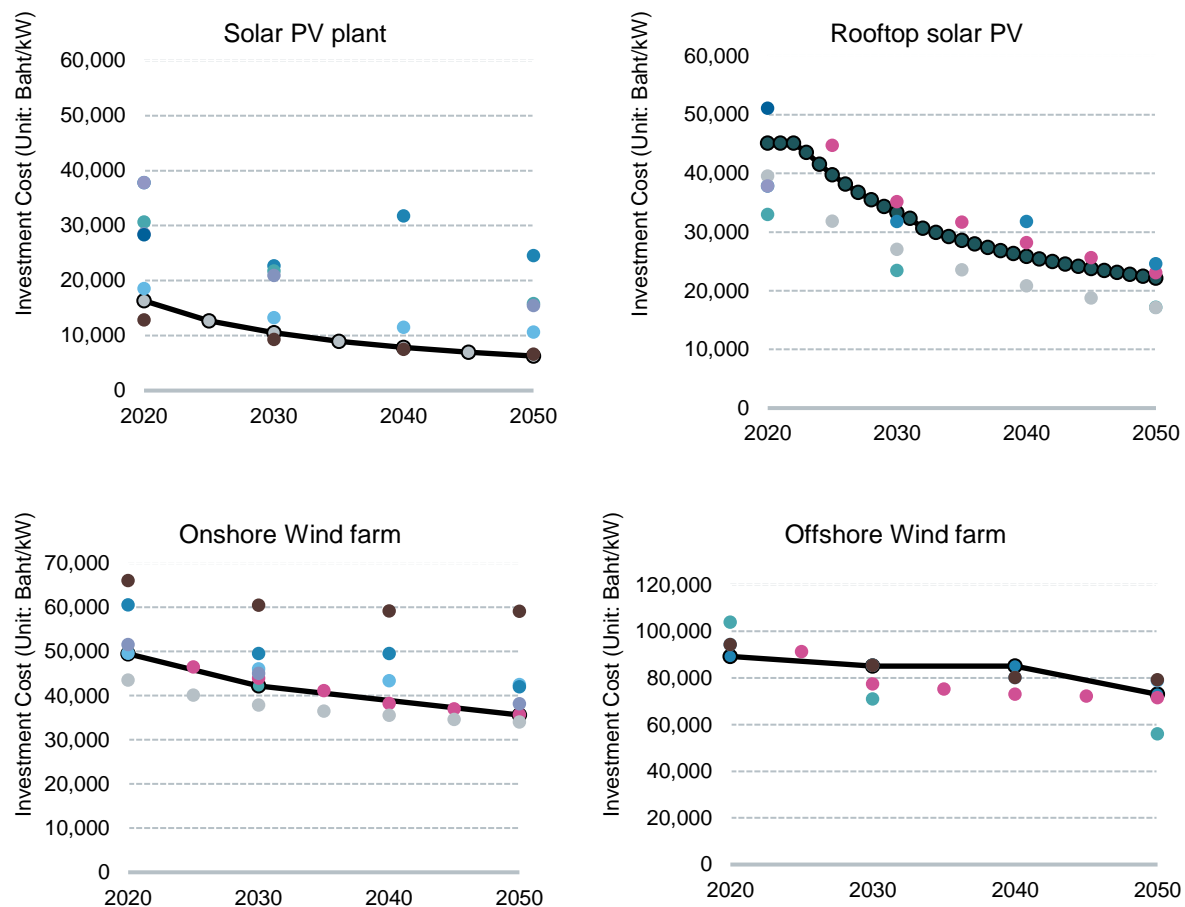 Solar PV plant
Investment Cost (Unit: Baht/kW)
60,000
50,000
40,000
30,000
20,000
10,000
0
2020 2030 2040 2050
Rooftop solar PV
Investment Cost (Unit: Baht/kW)
60,000
50,000
40,000
30,000
20,000
10,000
0
2020 2030 2040 2050
Onshore Wind farm
Investment Cost (Unit: Baht/kW)
70,000
60,000
50,000
40,000
30,000
20,000
10,000
0
2020 2030 2040 2050
Offshore Wind farm
Investment Cost (Unit: Baht/kW)
120,000
100,000
80,000
60,000
40,000
20,000
0
2020 2030 2040 2050